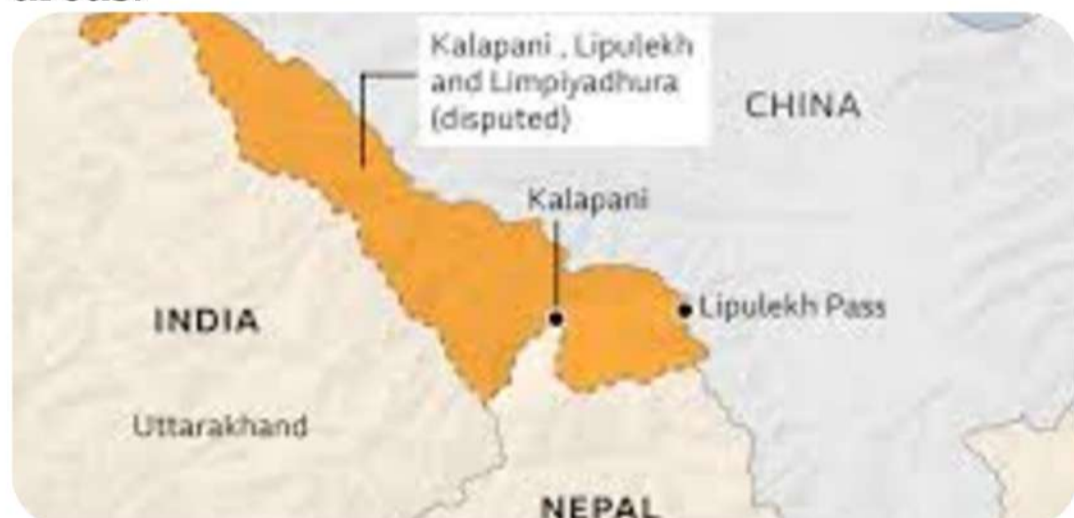 Kalapani , Lipulekh
and Limpiyadhura
(disputed)
CHINA
Kalapani
Lipulekh Pass
INDIA
Uttarakhand
NEPAL